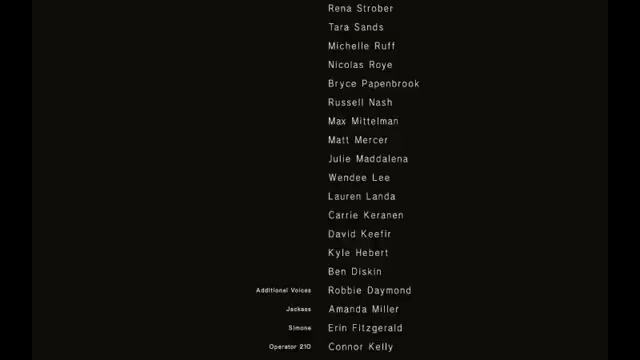 Rena Strober
Tara Sands
Michelle Ruff
Nicolas Roye
Bryce Papenbrook
Russell Nash
Max Mittelman
Matt Mercer
Julie Maddalena
Wendee Lee
Lauren Landa
Carrie Keranen
David Keefir
Kyle Hebert
Ben Diskin
Additional Voices Robbie Daymond
Jackass Amanda Miller
Simone Erin Fitzgerald
Operator 210 Connor Kelly